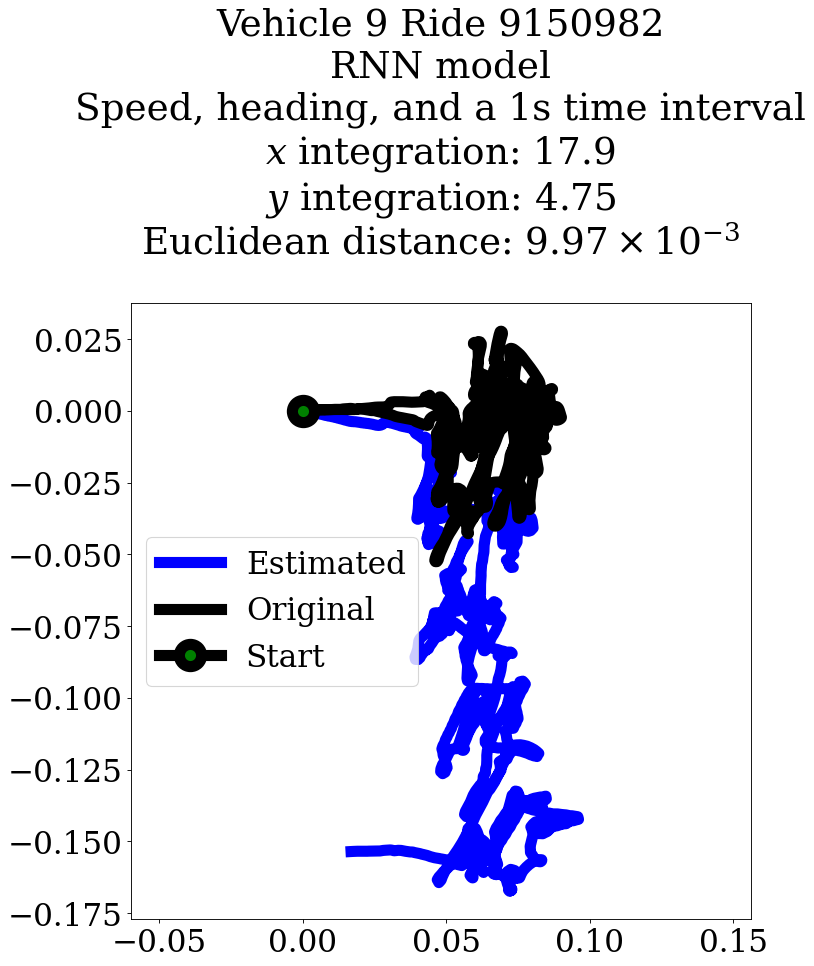 Vehicle 9 Ride 9150982
RNN model
Speed, heading, and a 1s time interval
x integration: 17.9
y integration: 4.75
Euclidean distance: 9.97 × 10⁻³
0.025
0.000
−0.025
−0.050
−0.075
−0.100
−0.125
−0.150
−0.175
Estimated
Original
Start
−0.05 0.00 0.05 0.10 0.15